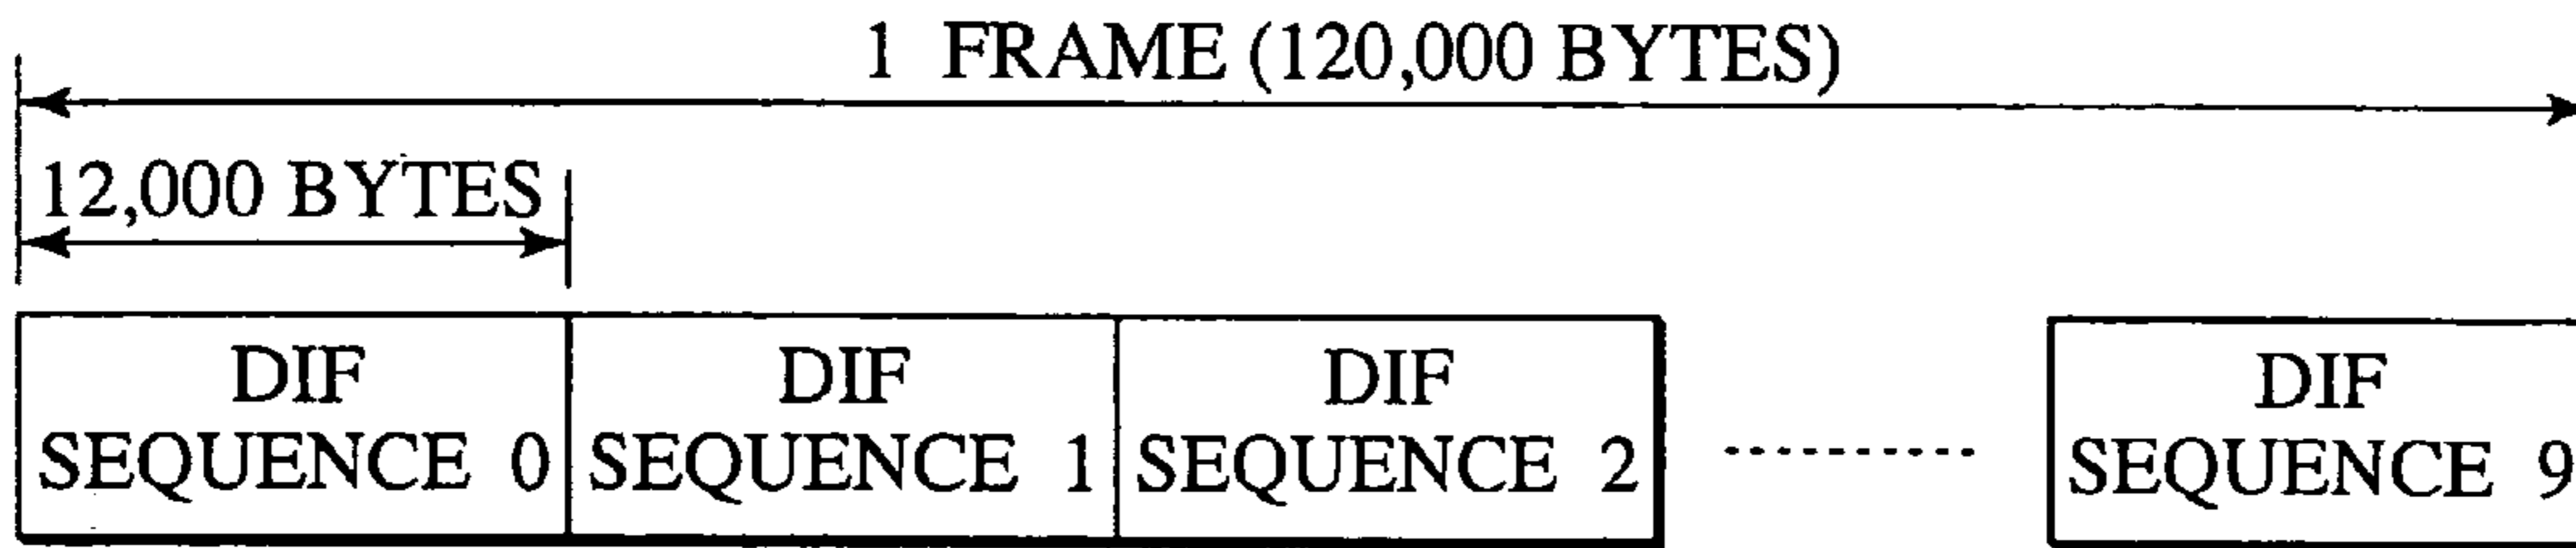 1 FRAME (120,000 BYTES)
12,000 BYTES
DIF
SEQUENCE 0
DIF
SEQUENCE 1
DIF
SEQUENCE 2
DIF
SEQUENCE 9